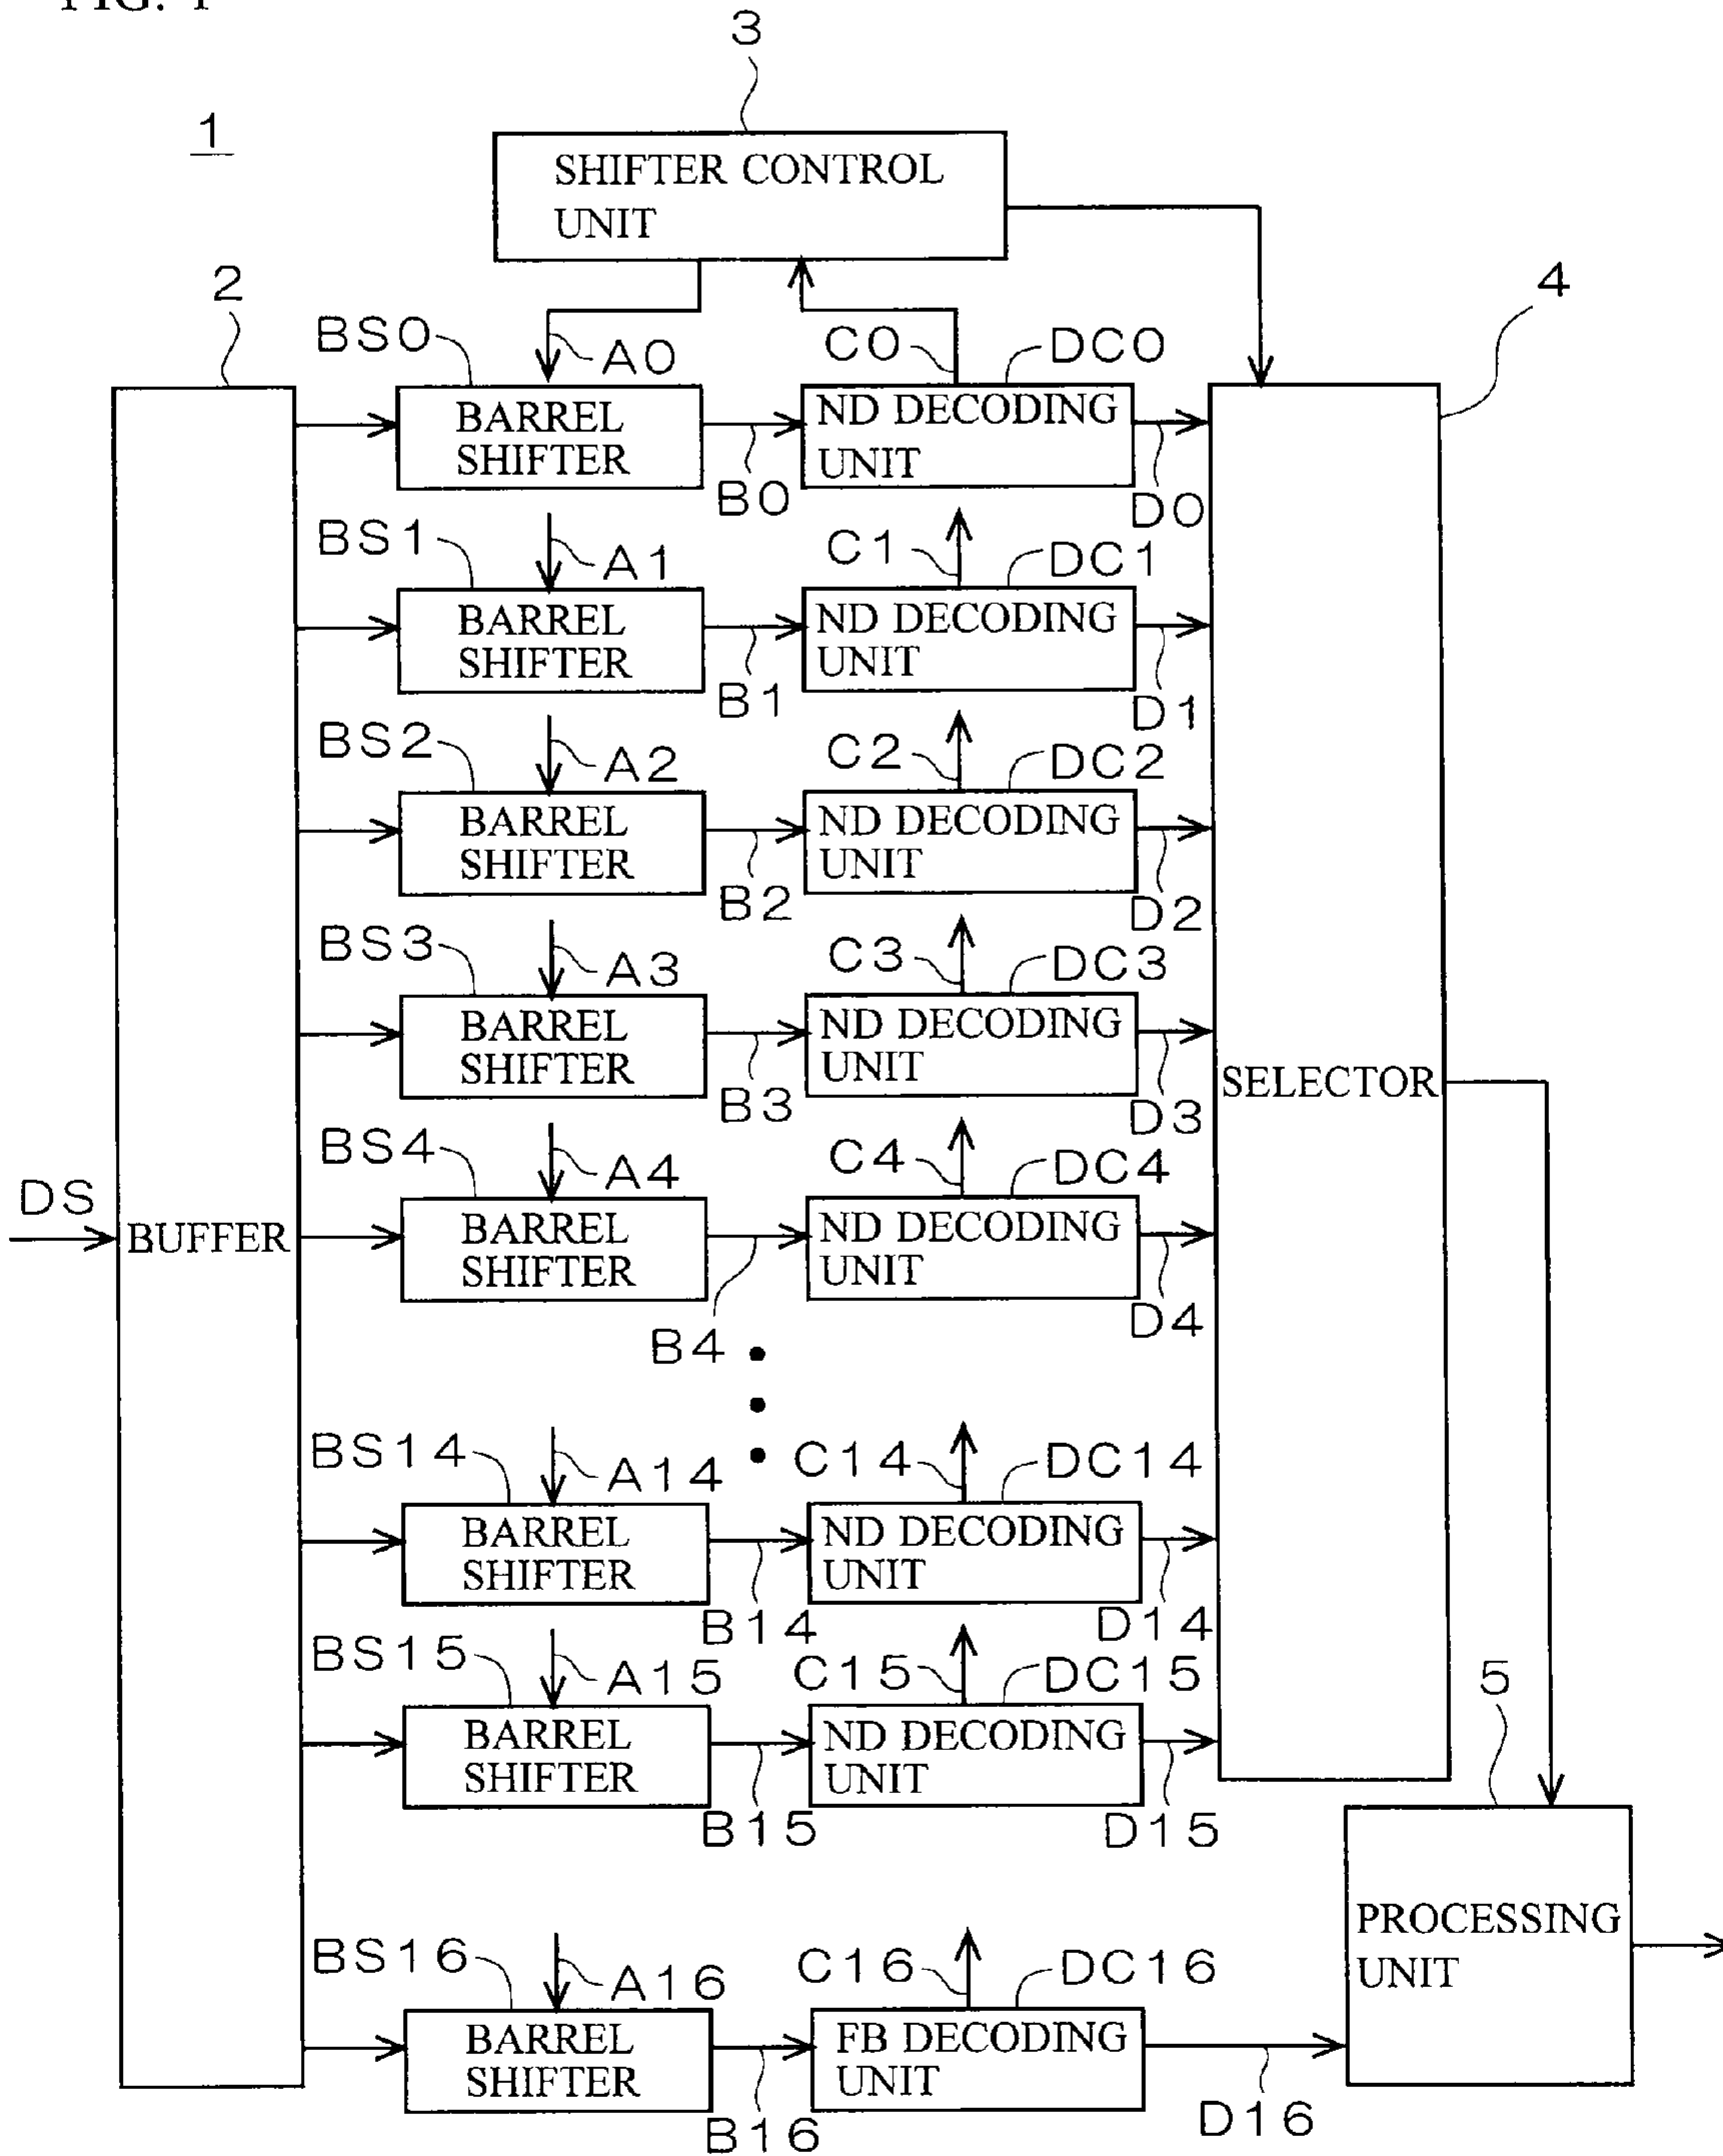 3
1
SHIFTER CONTROL
UNIT
2
4
BS0
A0
C0
DC0
BARREL
SHIFTER
ND DECODING
UNIT
B0
D0
BS1
A1
C1
DC1
BARREL
SHIFTER
ND DECODING
UNIT
B1
D1
BS2
A2
C2
DC2
BARREL
SHIFTER
ND DECODING
UNIT
B2
D2
BS3
A3
C3
DC3
BARREL
SHIFTER
ND DECODING
UNIT
B3
D3
SELECTOR
BS4
A4
C4
DC4
DS
BUFFER
BARREL
SHIFTER
ND DECODING
UNIT
B4
D4
BS14
A14
C14
DC14
BARREL
SHIFTER
ND DECODING
UNIT
B14
D14
BS15
A15
C15
DC15
5
BARREL
SHIFTER
ND DECODING
UNIT
B15
D15
PROCESSING
UNIT
BS16
A16
C16
DC16
BARREL
SHIFTER
FB DECODING
UNIT
B16
D16